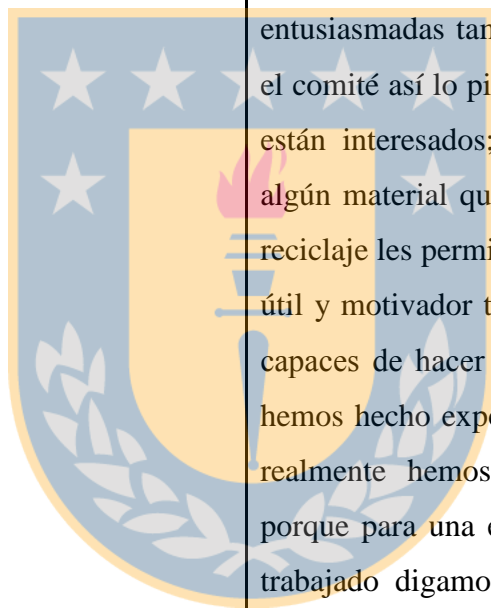 entusiasmadas tan
el comité así lo pi
están interesados;
algún material qu
reciclaje les permi
útil y motivador t
capaces de hacer
hemos hecho expo
realmente hemos
porque para una e
trabajado digamo